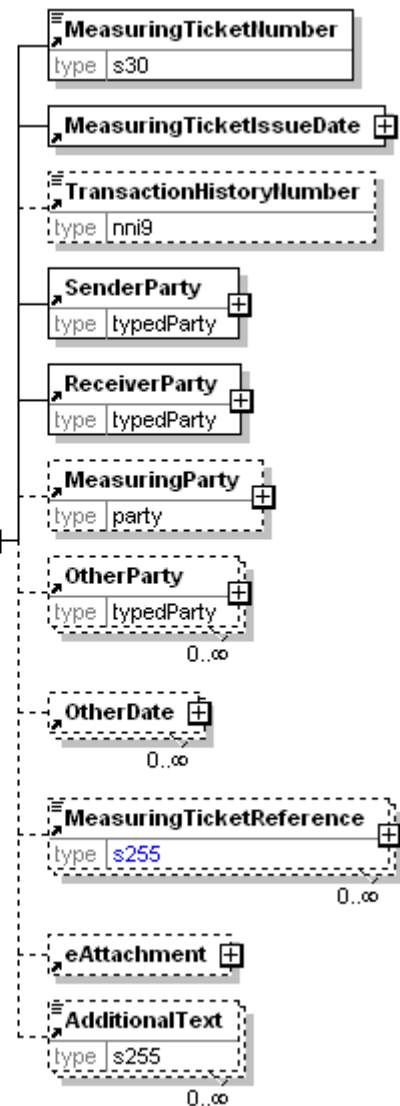 MeasuringTicketNumber
type s30
MeasuringTicketIssueDate
TransactionHistoryNumber
type nni9
SenderParty
type typedParty
ReceiverParty
type typedParty
MeasuringParty
type party
OtherParty
type typedParty
0..∞
OtherDate
0..∞
MeasuringTicketReference
type s255
0..∞
eAttachment
AdditionalText
type s255
0..∞